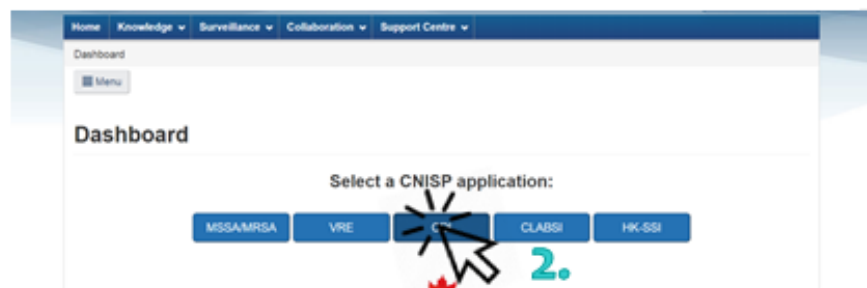 Home Knowledge Surveillance Collaboration Support Centre
Dashboard
Menu
Dashboard
Select a CNISP application:
MSSA/MRSA VRE CLABSI HK-SSI
2.